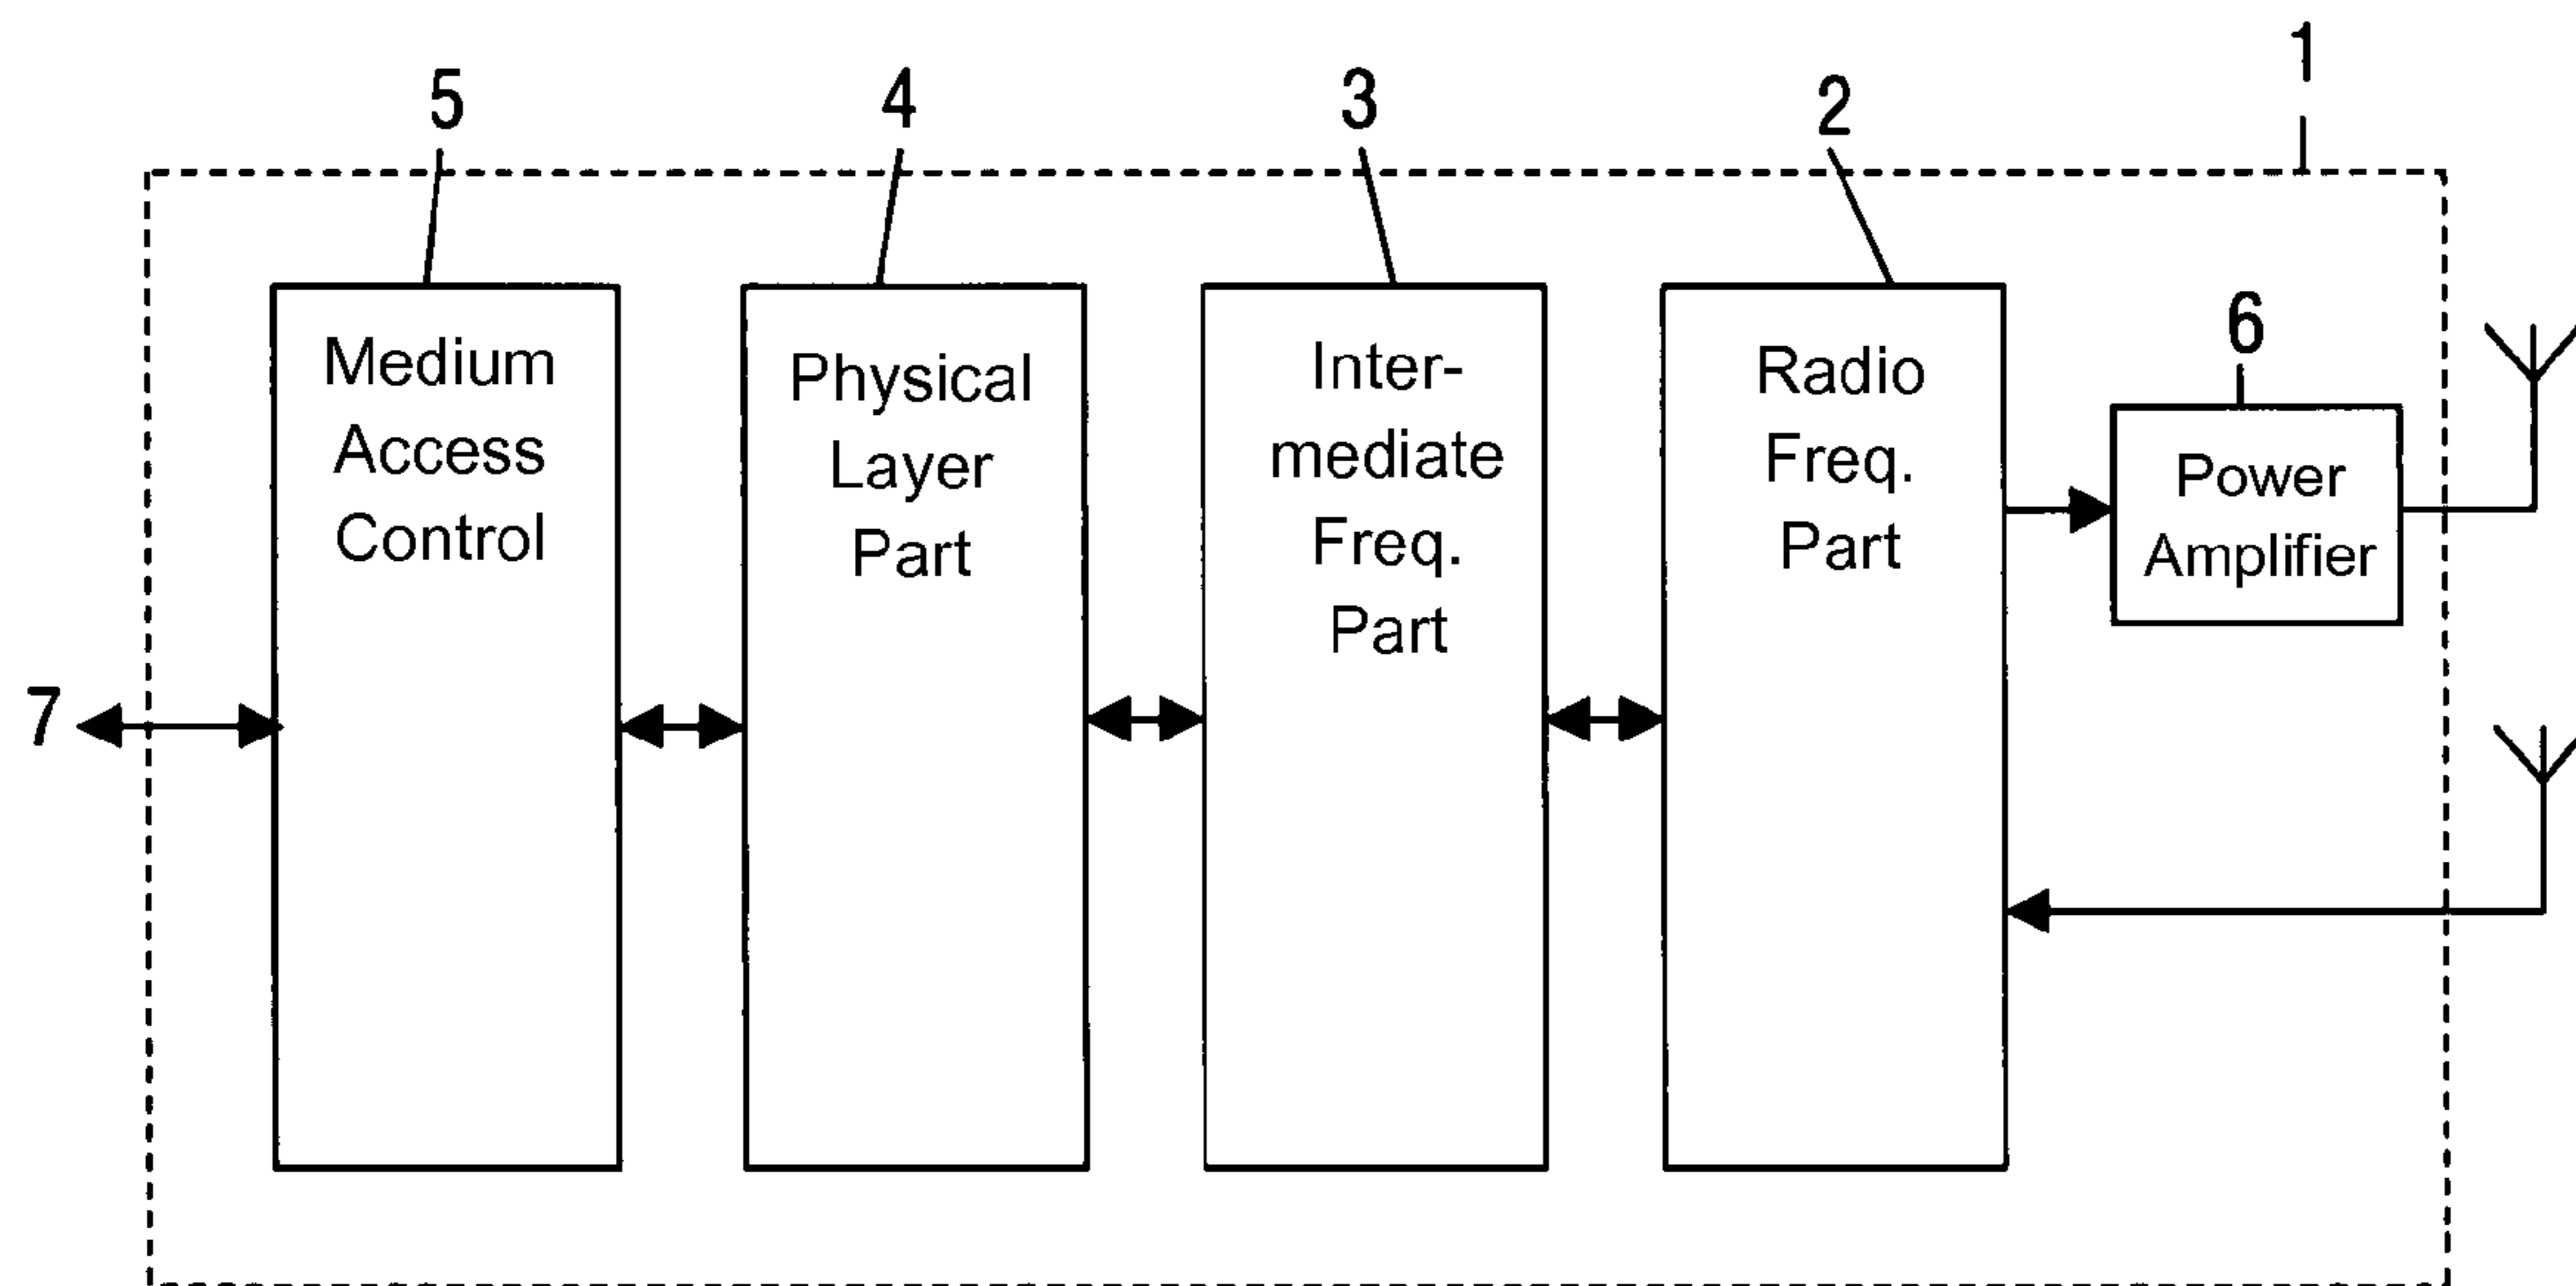 1
5
4
3
2
6
Medium
Access
Control
Physical
Layer
Part
Inter-
mediate
Freq.
Part
Radio
Freq.
Part
Power
Amplifier
7